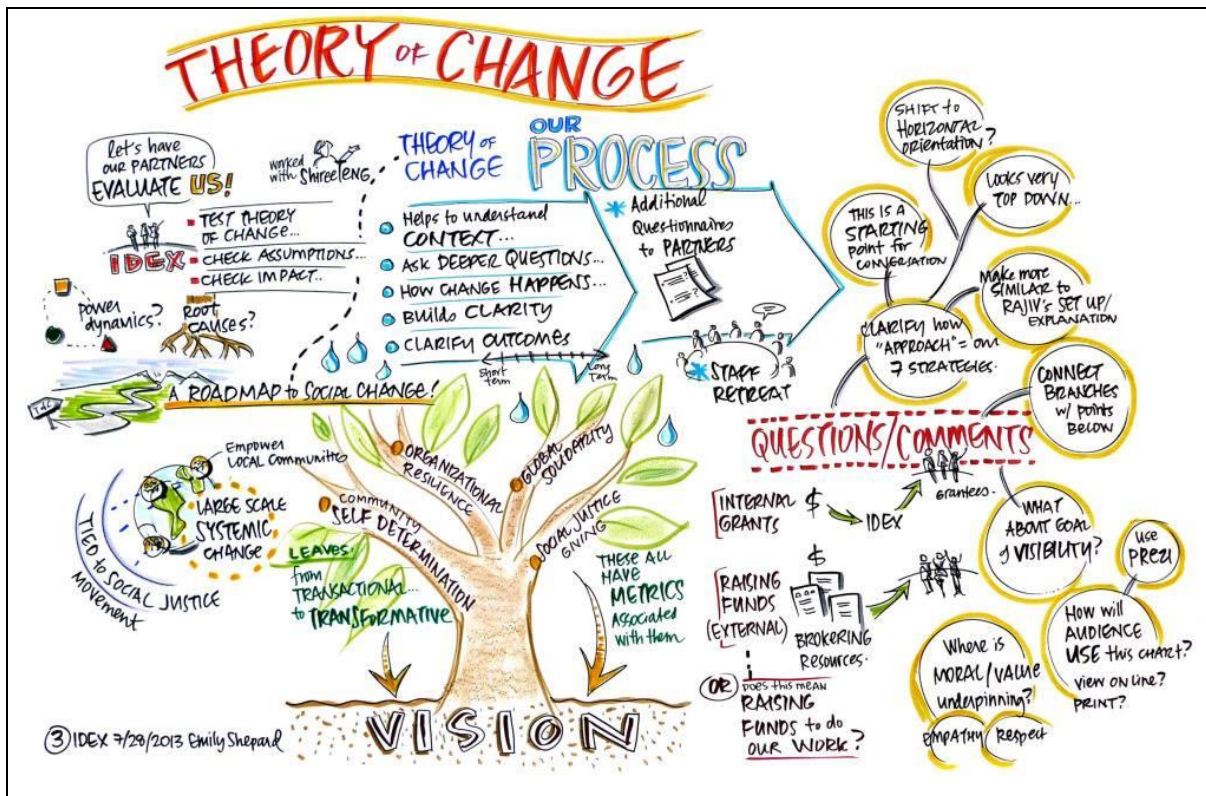 THEORY OF CHANGE
let's have
our PARTNERS
EVALUATE US!
worked
with Shiree TENG
IDEX
TEST THEORY
OF CHANGE...
CHECK ASSUMPTIONS...
CHECK IMPACT...
POWER
dynamics?
ROOT
CAUSES?
A ROADMAP to SOCIAL CHANGE!
THEORY OF
CHANGE
OUR
PROCESS
Helps to understand
CONTEXT...
ASK DEEPER QUESTIONS...
HOW CHANGE HAPPENS...
BUILDS CLARITY
CLARIFY OUTCOMES
Short
term
Long
Term
Additional
Questionnaires
to PARTNERS
STAFF
RETREAT
SHIFT to
HORIZONTAL
ORIENTATION?
LOOKS VERY
TOP DOWN...
THIS IS A
STARTING
POINT for
CONVERSATION
Make more
SIMILAR to
RAJIV's SET UP/
EXPLANATION
CLARIFY how
"APPROACH" = our
7 STRATEGIES.
CONNECT
BRANCHES
w/ points
Below
QUESTIONS/COMMENTS
Empower
LOCAL Communities
LARGE SCALE
SYSTEMIC
CHANGE
TIED to SOCIAL JUSTICE
Movement
COMMUNITY
SELF DETERMINATION
ORGANIZATIONAL
RESILIENCE
GLOBAL
SOLIDARITY
SOCIAL JUSTICE
GIVING
LEAVES:
from
TRANSACTIONAL...
to TRANSFORMATIVE
THESE ALL
HAVE
METRICS
Associated
with them
VISION
INTERNAL
GRANTS
$
IDEX
Grantees.
RAISING
FUNDS
(EXTERNAL)
$
BROKERING
Resources.
OR
Does this mean
RAISING
FUNDS to do
OUR WORK?
WHAT
ABOUT GOAL
of VISIBILITY?
use
PREZI
How will
AUDIENCE
USE this CHART?
view on line?
PRINT?
Where is
MORAL/VALUE
underpinning?
EMPATHY
Respect
3 IDEX 7/28/2013 Emily Shepard